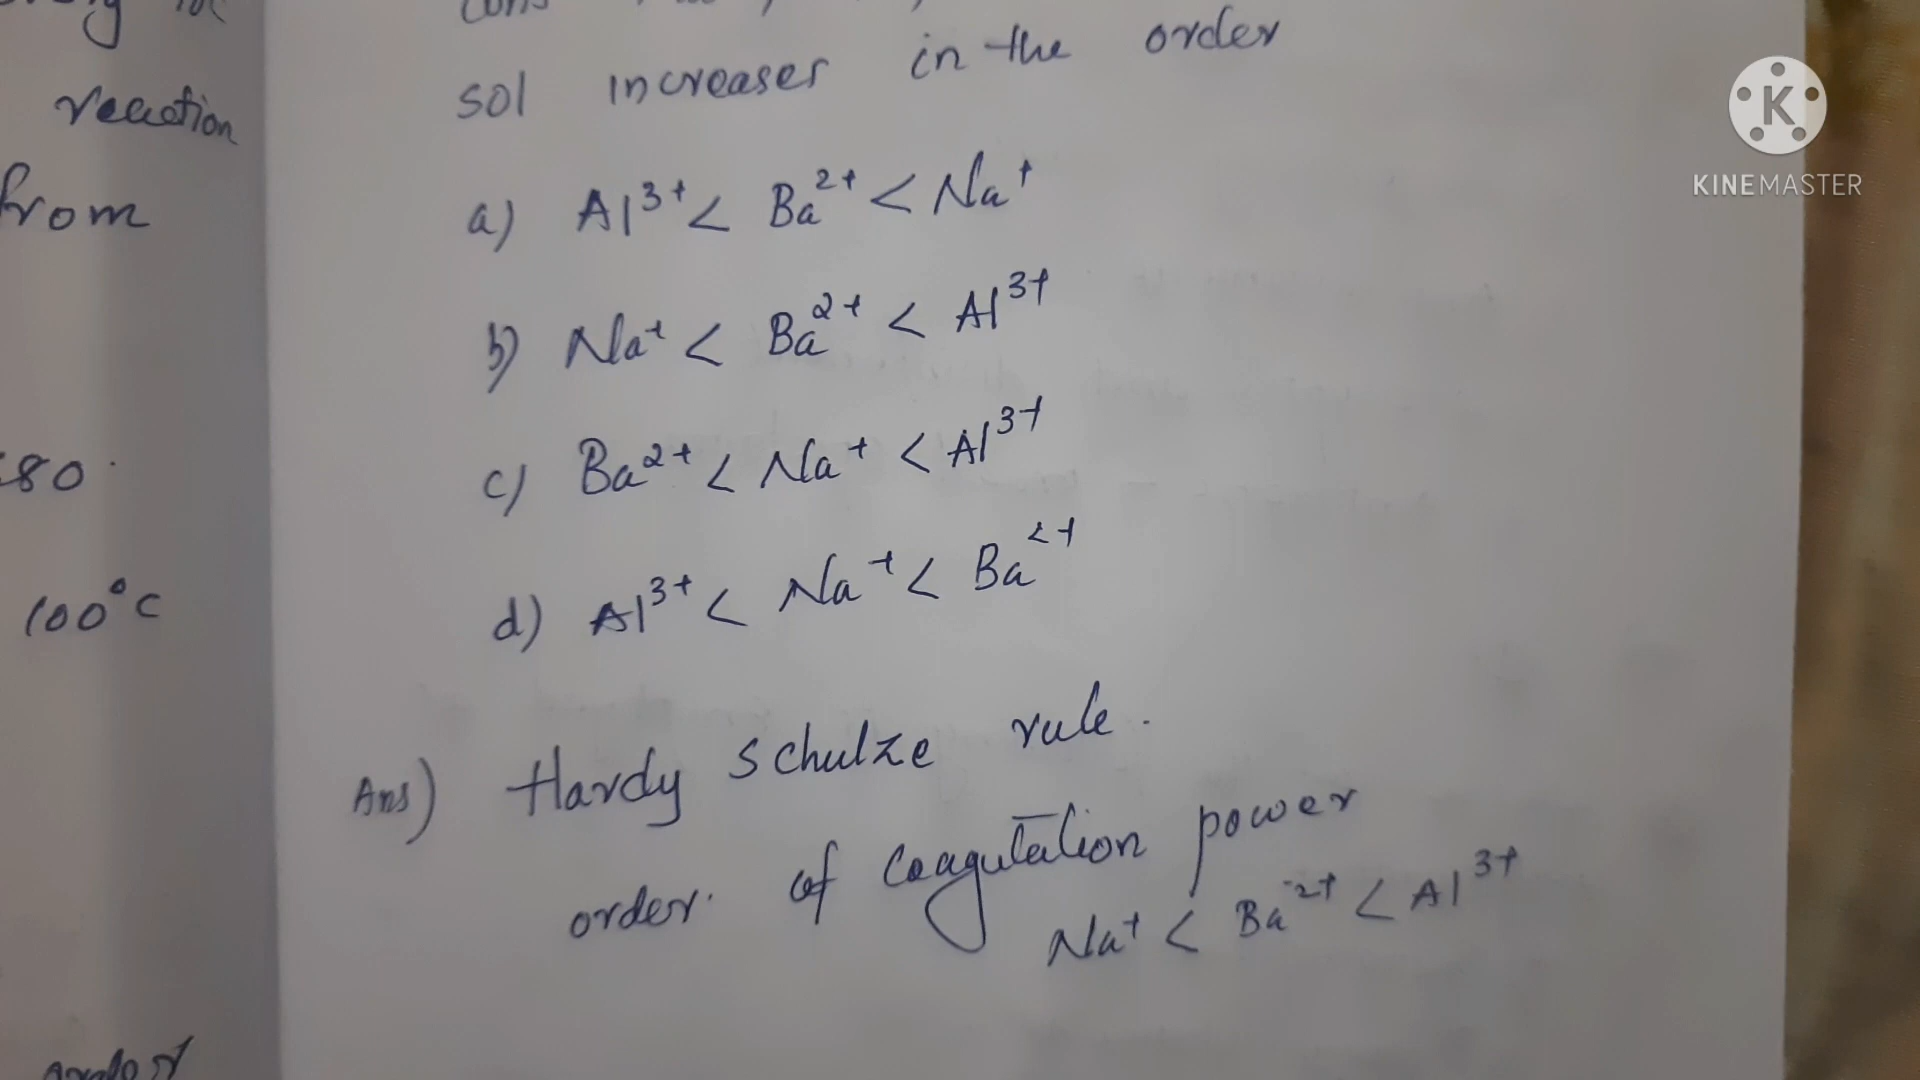 reaction
from
80
100°C
order
sol increases in the order
a) Al³⁺ < Ba²⁺ < Na⁺
b) Na⁺ < Ba²⁺ < Al³⁺
c) Ba²⁺ < Na⁺ < Al³⁺
d) Al³⁺ < Na⁺ < Ba²⁺
Ans) Hardy Schulze rule.
order. of Coagulation power
Na⁺ < Ba²⁺ < Al³⁺
K
KINEMASTER